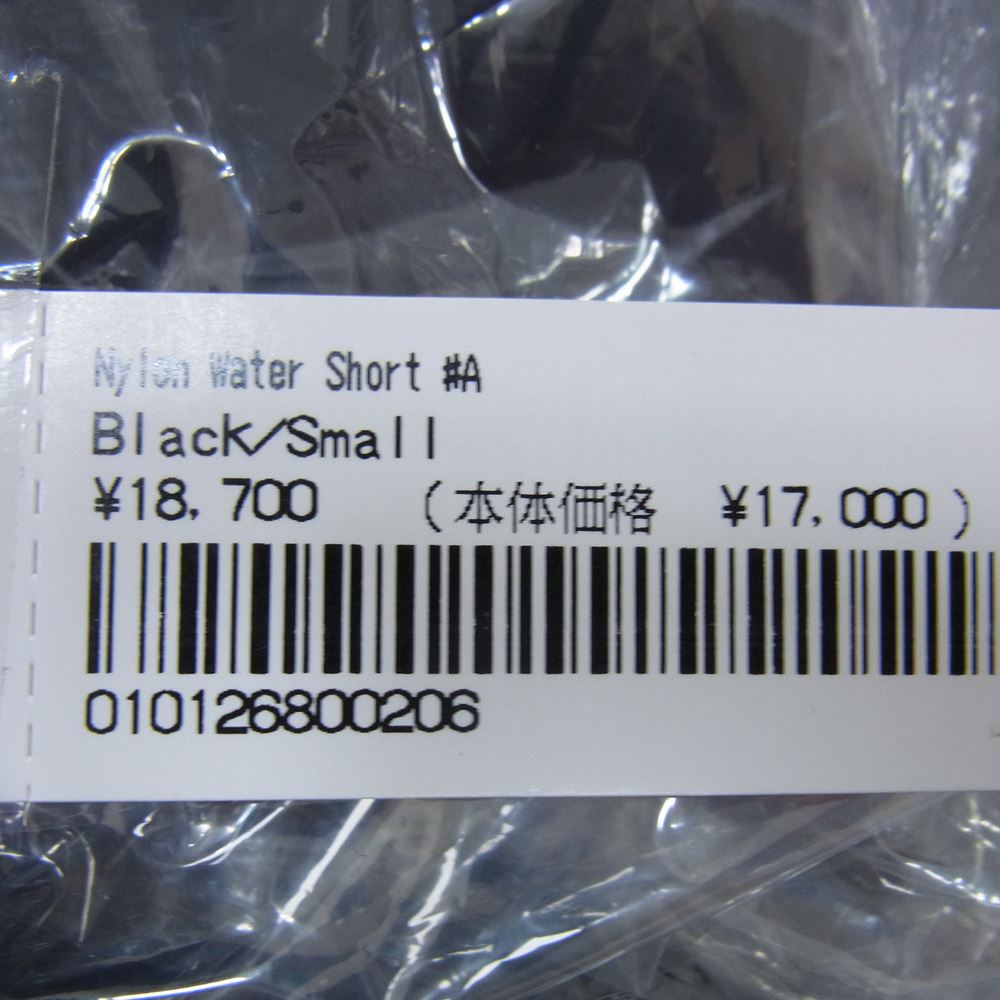 Nylon Water Short #A
Black/Small
¥18,700 (本体価格 ¥17,000)
010126800206